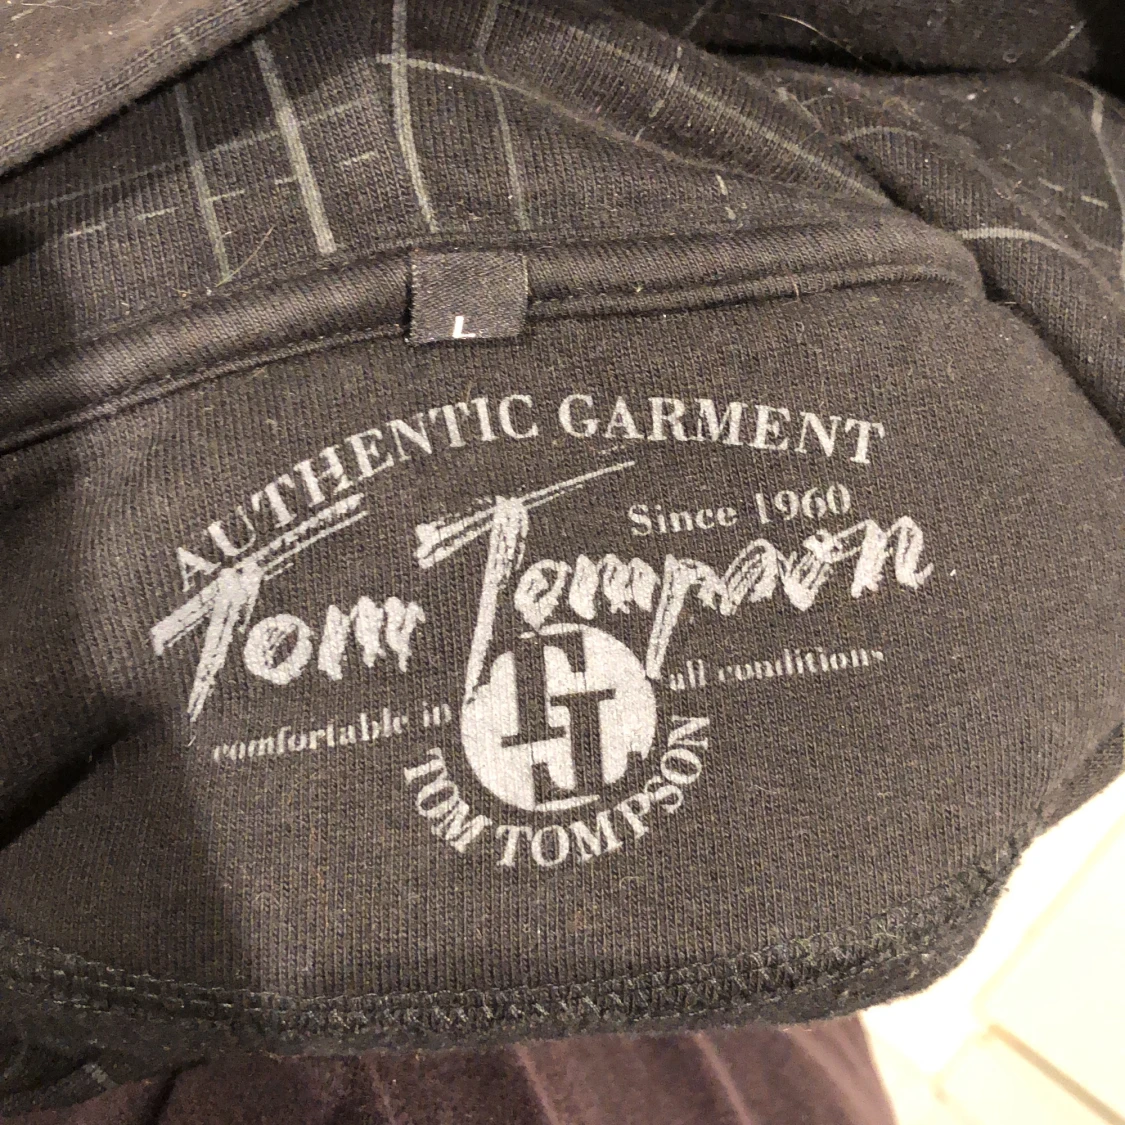 L
AUTHENTIC GARMENT
Since 1960
Tom Tompson
comfortable in all conditions
TT
TOM TOMPSON